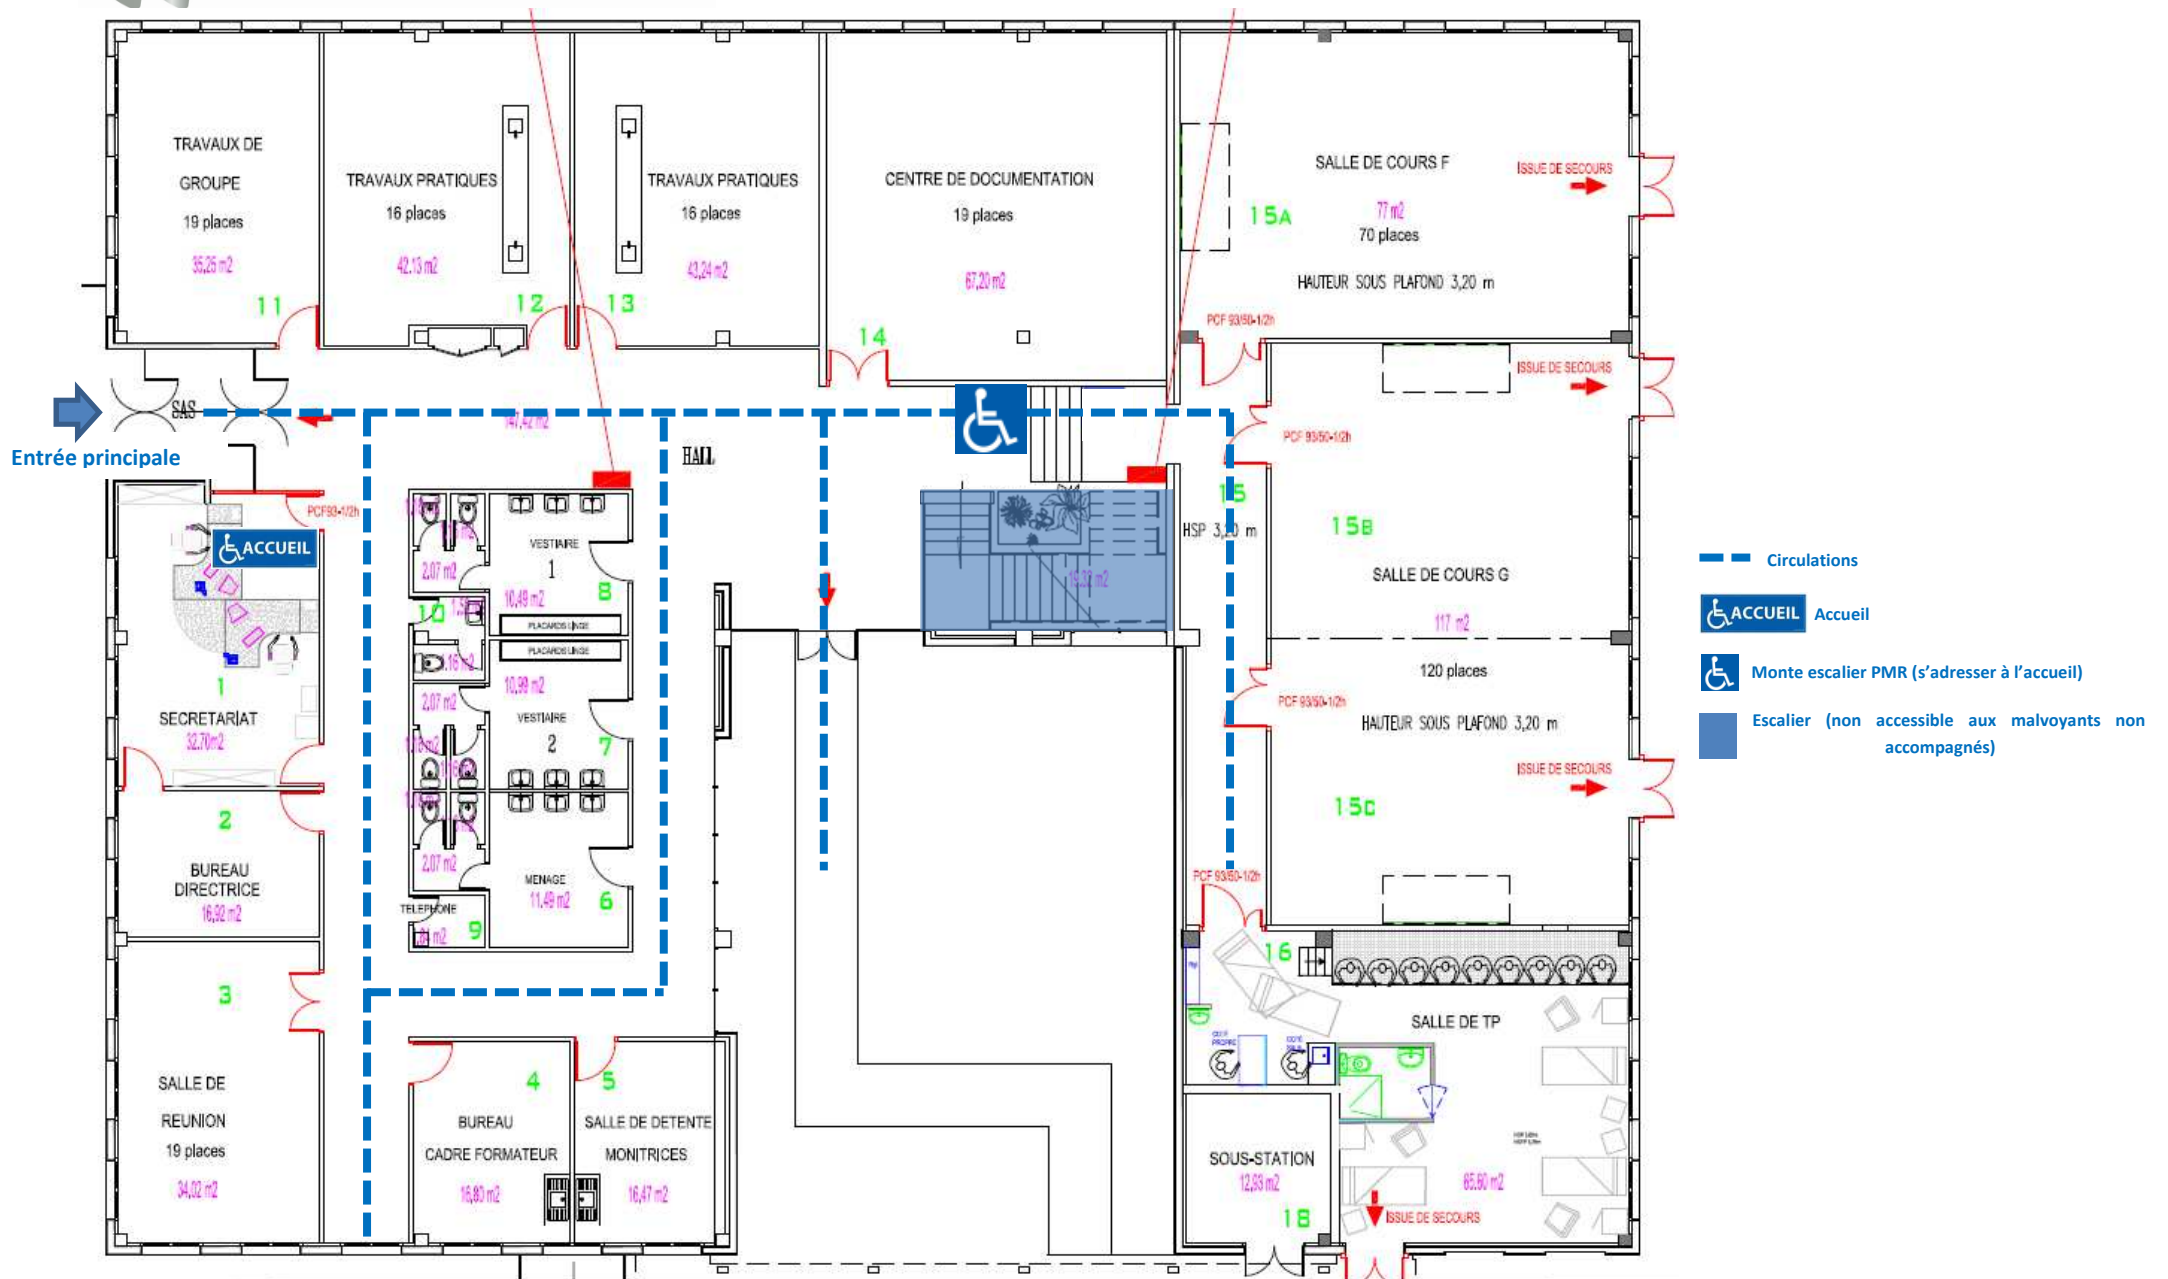 TRAVAUX DE
GROUPE
19 places
35,25 m2
11
TRAVAUX PRATIQUES
16 places
42.13 m2
12
TRAVAUX PRATIQUES
16 places
43,24 m2
13
CENTRE DE DOCUMENTATION
19 places
67,20 m2
14
SALLE DE COURS F
77 m2
70 places
HAUTEUR SOUS PLAFOND 3,20 m
15A
ISSUE DE SECOURS
PCF 93/50-1/2h
ISSUE DE SECOURS
SAS
Entrée principale
147,42 m2
HALL
PCF 93/50-1/2h
15
HSP 3,20 m
15B
SALLE DE COURS G
117 m2
120 places
HAUTEUR SOUS PLAFOND 3,20 m
PCF 93/50-1/2h
ISSUE DE SECOURS
15C
PCF 93/50-1/2h
PCF93-1/2h
ACCUEIL
1
SECRETARIAT
32.70m2
2
BUREAU
DIRECTRICE
16,92 m2
3
SALLE DE
REUNION
19 places
34,02 m2
VESTIAIRE
1
2,07 m2
10,49 m2
8
10
PLACARDS LINGE
PLACARDS LINGE
10,99 m2
2,07 m2
VESTIAIRE
2
7
2,07 m2
MENAGE
11.49 m2
6
TELEPHONE
9
4
BUREAU
CADRE FORMATEUR
16,80 m2
5
SALLE DE DETENTE
MONITRICES
16,47 m2
16
SALLE DE TP
65.60 m2
SOUS-STATION
12,93 m2
18
ISSUE DE SECOURS
Circulations
ACCUEIL Accueil
Monte escalier PMR (s'adresser à l'accueil)
Escalier (non accessible aux malvoyants non
accompagnés)